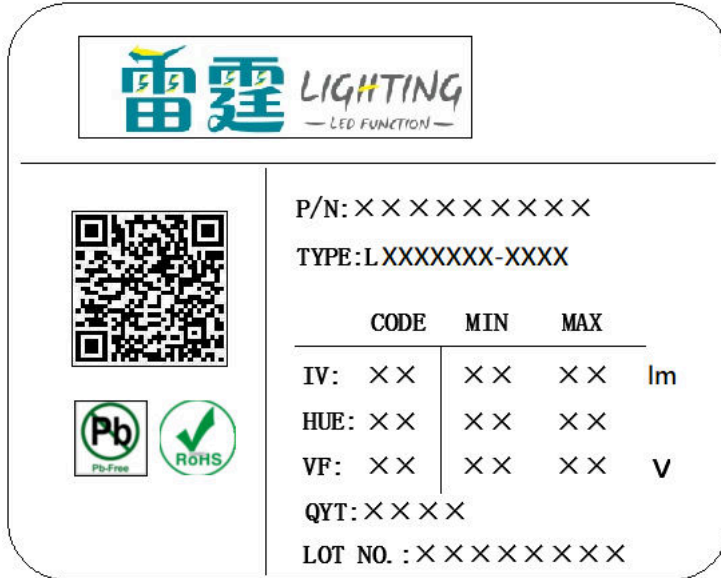 雷霆 LIGHTING
LED FUNCTION
P/N:×××××××××
TYPE:LXXXXXXX-XXXX
CODE MIN MAX
IV: ×× ×× ×× lm
HUE: ×× ×× ××
VF: ×× ×× ×× V
QYT:××××
LOT NO.:××××××××
Pb
Pb-Free
RoHS